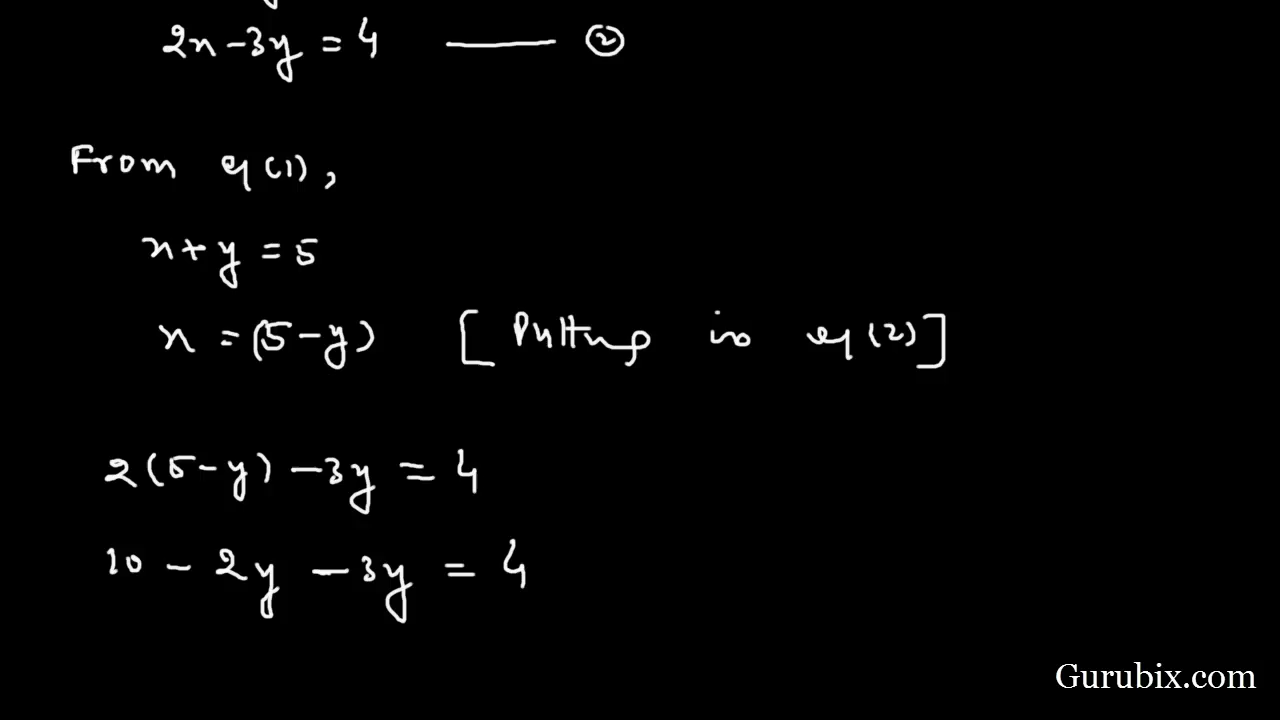 2x - 3y = 4 ——— ②
From eq (1),
x + y = 5
x = (5 - y) [Putting in eq (2)]
2(5 - y) - 3y = 4
10 - 2y - 3y = 4
Gurubix.com